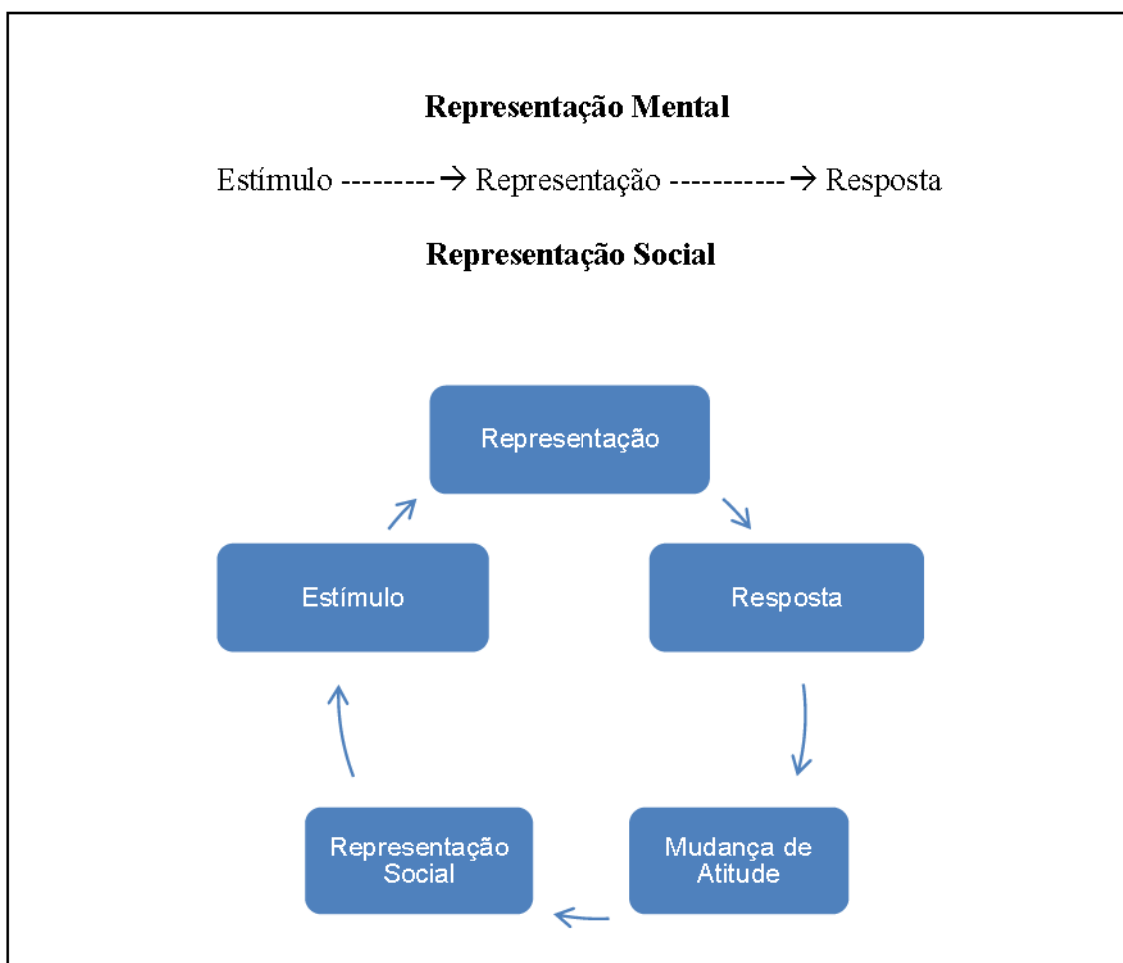 Representação Mental
Estímulo ---------→ Representação -----------→ Resposta
Representação Social
Representação
Estímulo
Resposta
Representação
Social
Mudança de
Atitude